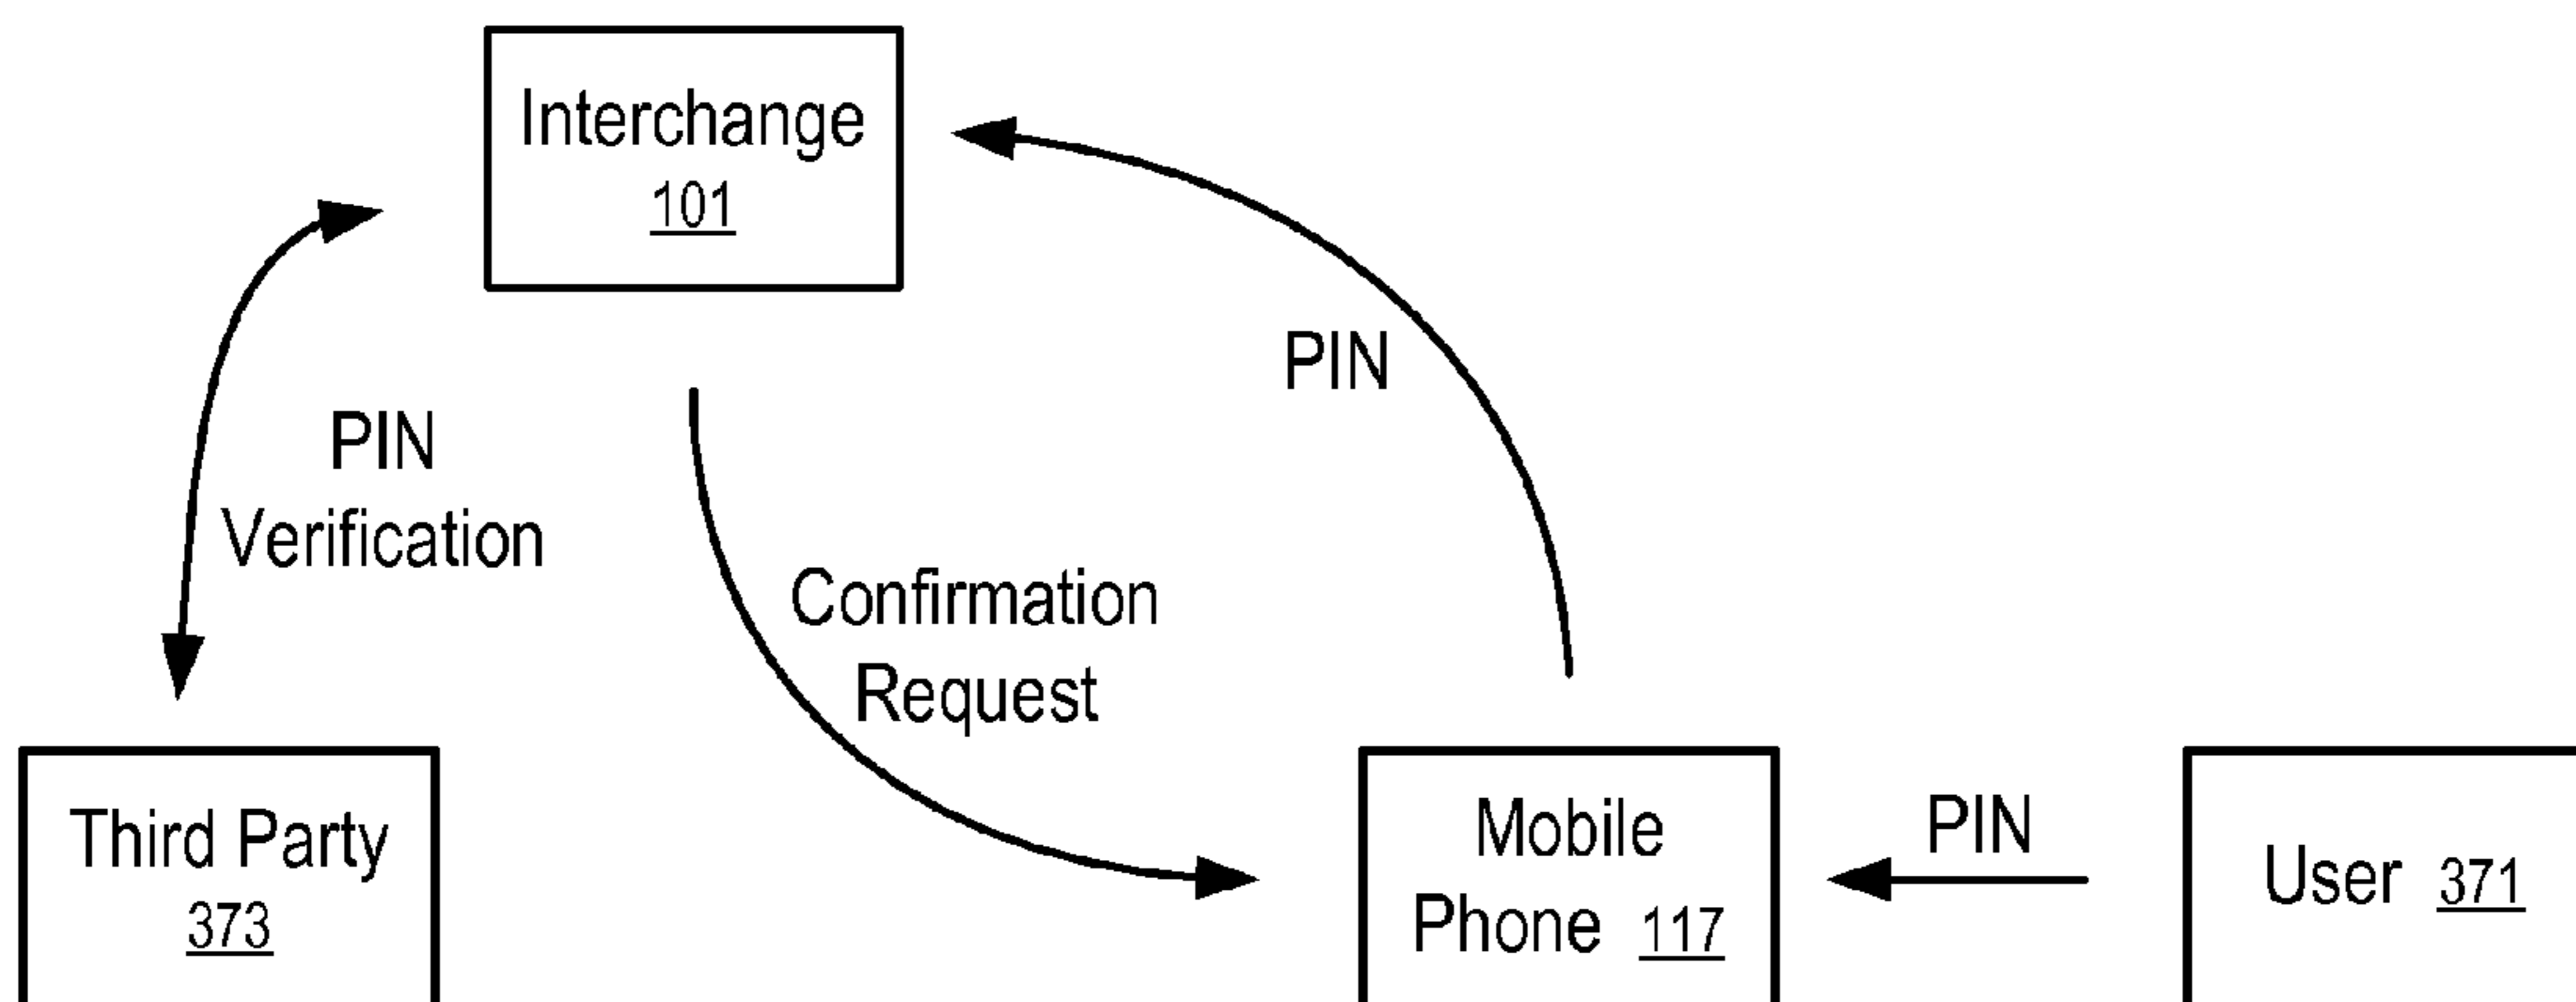 Interchange
101
PIN
PIN
Verification
Confirmation
Request
Third Party
373
Mobile
Phone 117
PIN
User 371